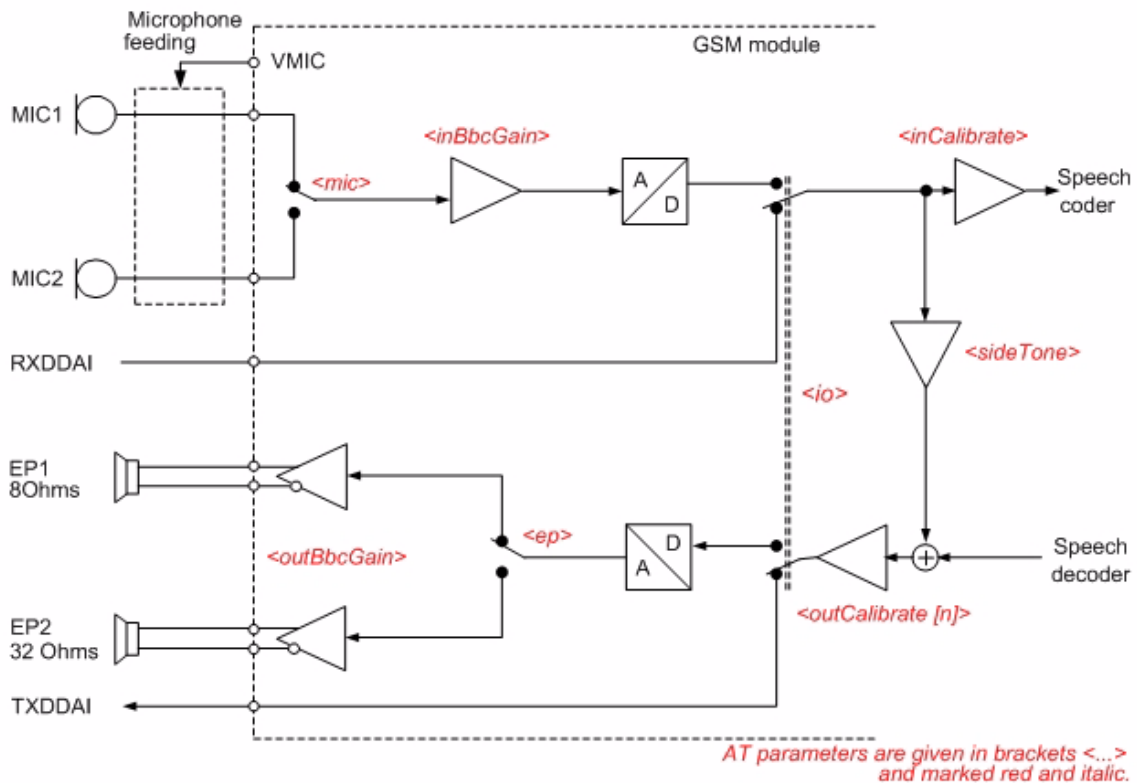 Microphone
feeding
GSM module
VMIC
MIC1
<inBbcGain>
<inCalibrate>
<mic>
A
D
Speech
coder
MIC2
RXDDAI
<sideTone>
<io>
EP1
8Ohms
<ep>
D
A
+
Speech
decoder
<outBbcGain>
<outCalibrate [n]>
EP2
32 Ohms
TXDDAI
AT parameters are given in brackets <...>
and marked red and italic.